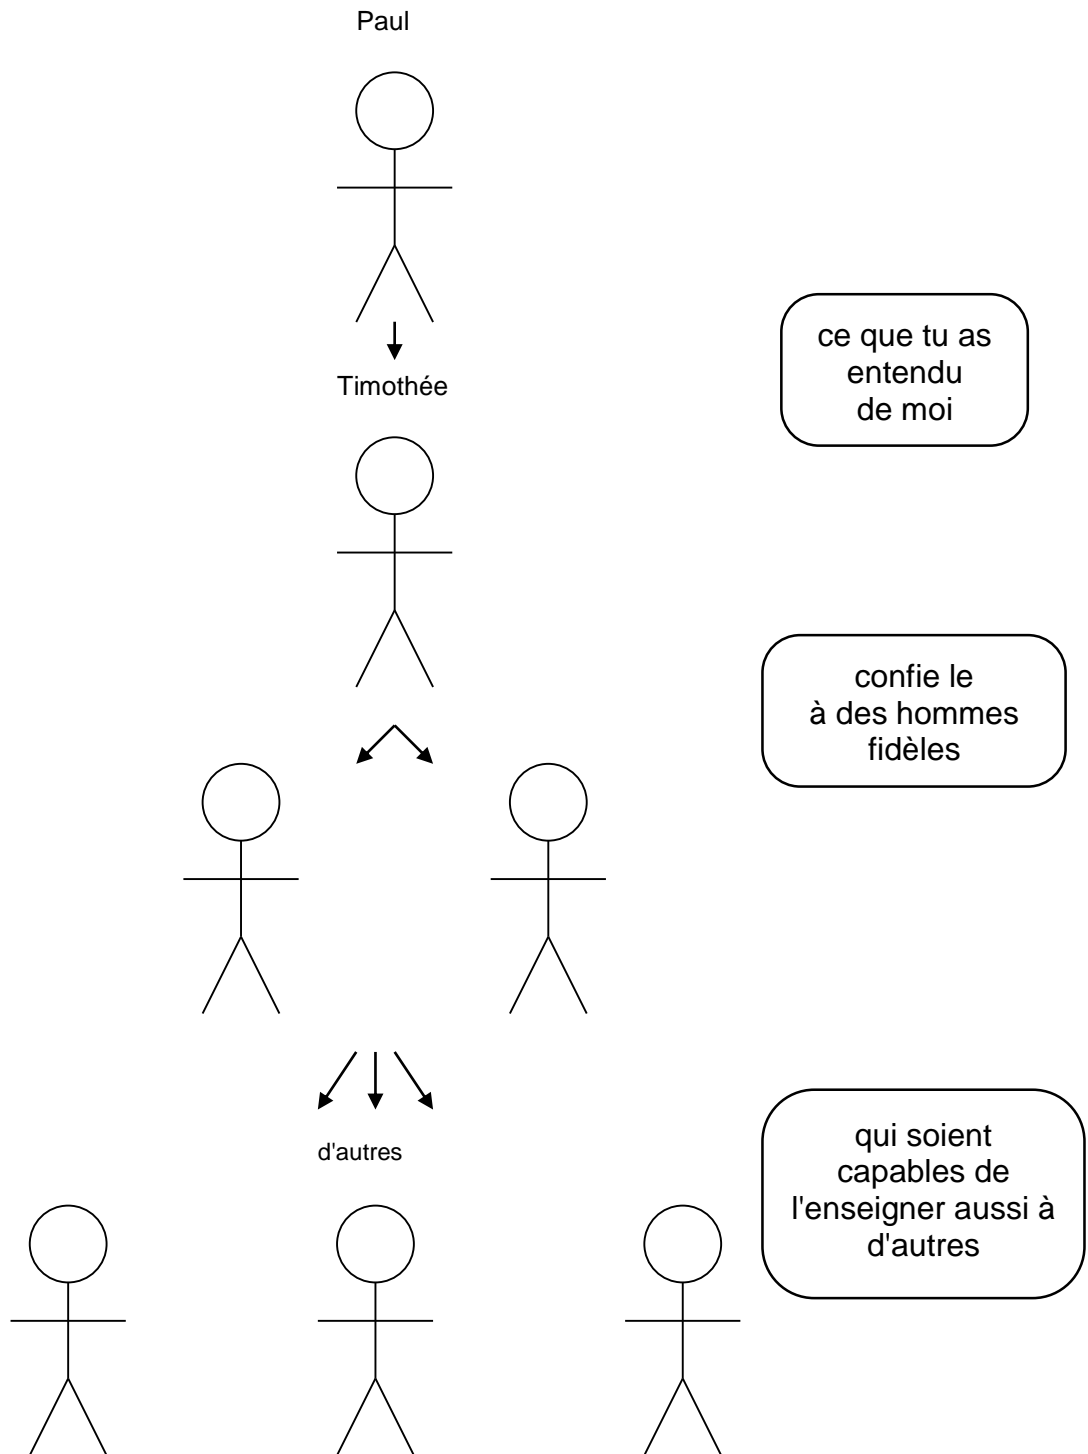 Paul
ce que tu as
entendu
de moi
Timothée
confie le
à des hommes
fidèles
d'autres
qui soient
capables de
l'enseigner aussi à
d'autres